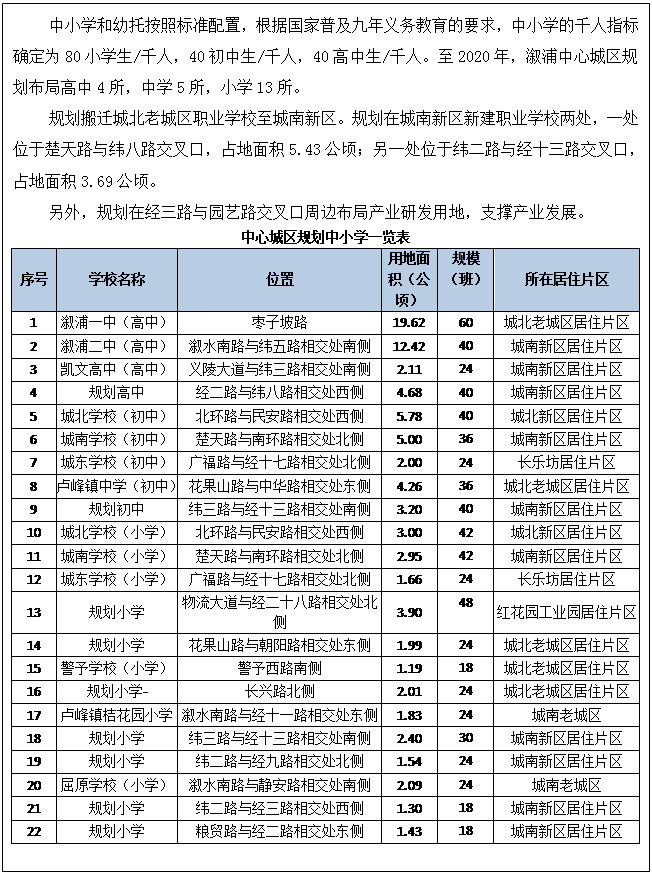 中小学和幼托按照标准配置，根据国家普及九年义务教育的要求，中小学的千人指标
确定为 80 小学生/千人，40 初中生/千人，40 高中生/千人。至 2020 年，溆浦中心城区规
划布局高中 4 所，中学 5 所，小学 13 所。
规划搬迁城北老城区职业学校至城南新区。规划在城南新区新建职业学校两处，一处
位于楚天路与纬八路交叉口，占地面积 5.43 公顷；另一处位于纬二路与经十三路交叉口，
占地面积 3.69 公顷。
另外，规划在经三路与园艺路交叉口周边布局产业研发用地，支撑产业发展。
中心城区规划中小学一览表
序号 学校名称 位置 用地面积（公顷） 规模（班） 所在居住片区
1 溆浦一中（高中） 枣子坡路 19.62 60 城北老城区居住片区
2 溆浦二中（高中） 溆水南路与纬五路相交处南侧 12.42 40 城南新区居住片区
3 凯文高中（高中） 义陵大道与纬三路相交处南侧 2.11 24 城南新区居住片区
4 规划高中 经二路与纬八路相交处西侧 4.68 40 城南新区居住片区
5 城北学校（初中） 北环路与民安路相交处西侧 5.78 40 城北新区居住片区
6 城南学校（初中） 楚天路与南环路相交处北侧 5.00 36 城南新区居住片区
7 城东学校（初中） 广福路与经十七路相交处北侧 2.00 24 长乐坊居住片区
8 卢峰镇中学（初中） 花果山路与中华路相交处东侧 4.26 36 城北老城区居住片区
9 规划初中 纬三路与经十三路相交处南侧 3.20 40 城南新区居住片区
10 城北学校（小学） 北环路与民安路相交处西侧 3.00 42 城北新区居住片区
11 城南学校（小学） 楚天路与南环路相交处北侧 2.95 42 城南新区居住片区
12 城东学校（小学） 广福路与经十七路相交处北侧 1.66 24 长乐坊居住片区
13 规划小学 物流大道与经二十八路相交处北侧 3.90 48 红花园工业园居住片区
14 规划小学 花果山路与朝阳路相交处东侧 1.99 24 城北老城区居住片区
15 警予学校（小学） 警予西路南侧 1.19 18 城北老城区居住片区
16 规划小学- 长兴路北侧 2.01 24 城北老城区居住片区
17 卢峰镇桔花园小学 溆水南路与经十一路相交处东侧 1.83 24 城南老城区
18 规划小学 纬三路与经十三路相交处南侧 2.40 30 城南新区居住片区
19 规划小学 纬二路与经九路相交处北侧 1.54 24 城南新区居住片区
20 屈原学校（小学） 溆水南路与静安路相交处南侧 2.09 24 城南老城区
21 规划小学 纬二路与经三路相交处西侧 1.30 18 城南新区居住片区
22 规划小学 粮贸路与经二路相交处东侧 1.43 18 城南新区居住片区